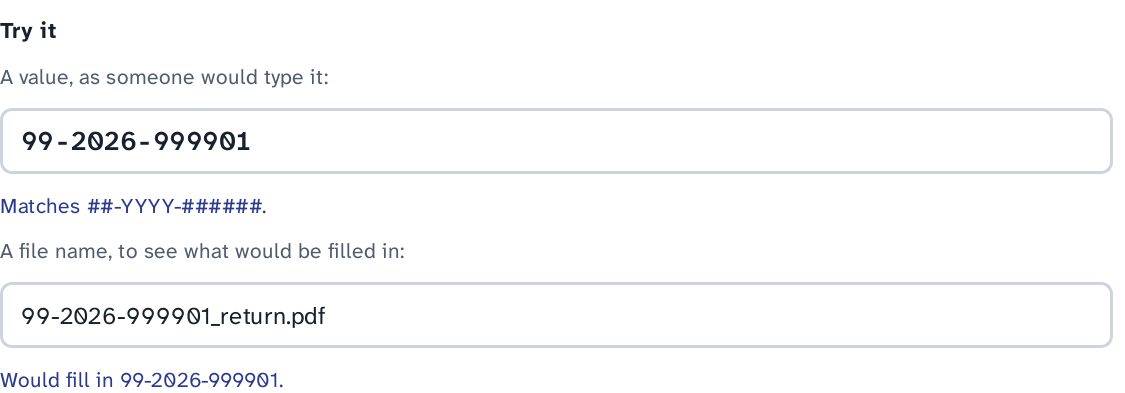 Try it
A value, as someone would type it:
99-2026-999901
Matches ##-YYYY-######.
A file name, to see what would be filled in:
99-2026-999901_return.pdf
Would fill in 99-2026-999901.